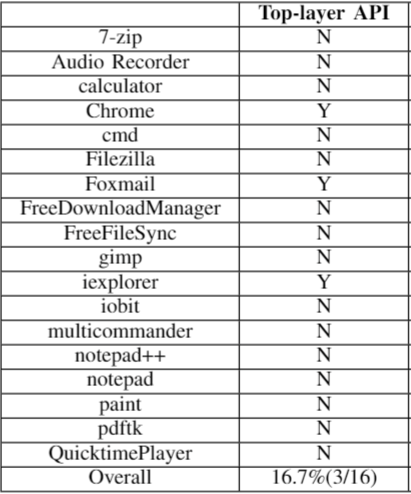 Top-layer API
7-zip N
Audio Recorder N
calculator N
Chrome Y
cmd N
Filezilla N
Foxmail Y
FreeDownloadManager N
FreeFileSync N
gimp N
iexplorer Y
iobit N
multicommander N
notepad++ N
notepad N
paint N
pdftk N
QuicktimePlayer N
Overall 16.7%(3/16)